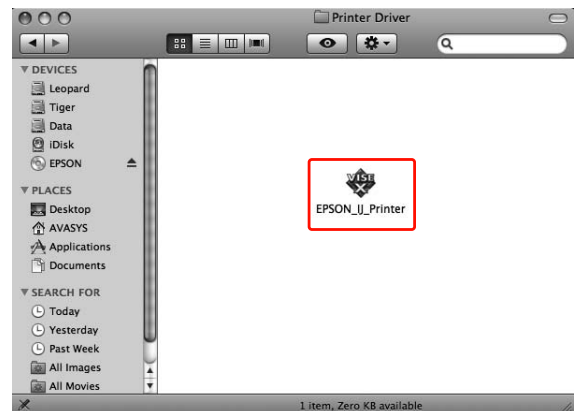 Printer Driver
DEVICES
Leopard
Tiger
Data
iDisk
EPSON
PLACES
Desktop
AVASYS
Applications
Documents
SEARCH FOR
Today
Yesterday
Past Week
All Images
All Movies
VISE
X
EPSON_IJ_Printer
1 item, Zero KB available